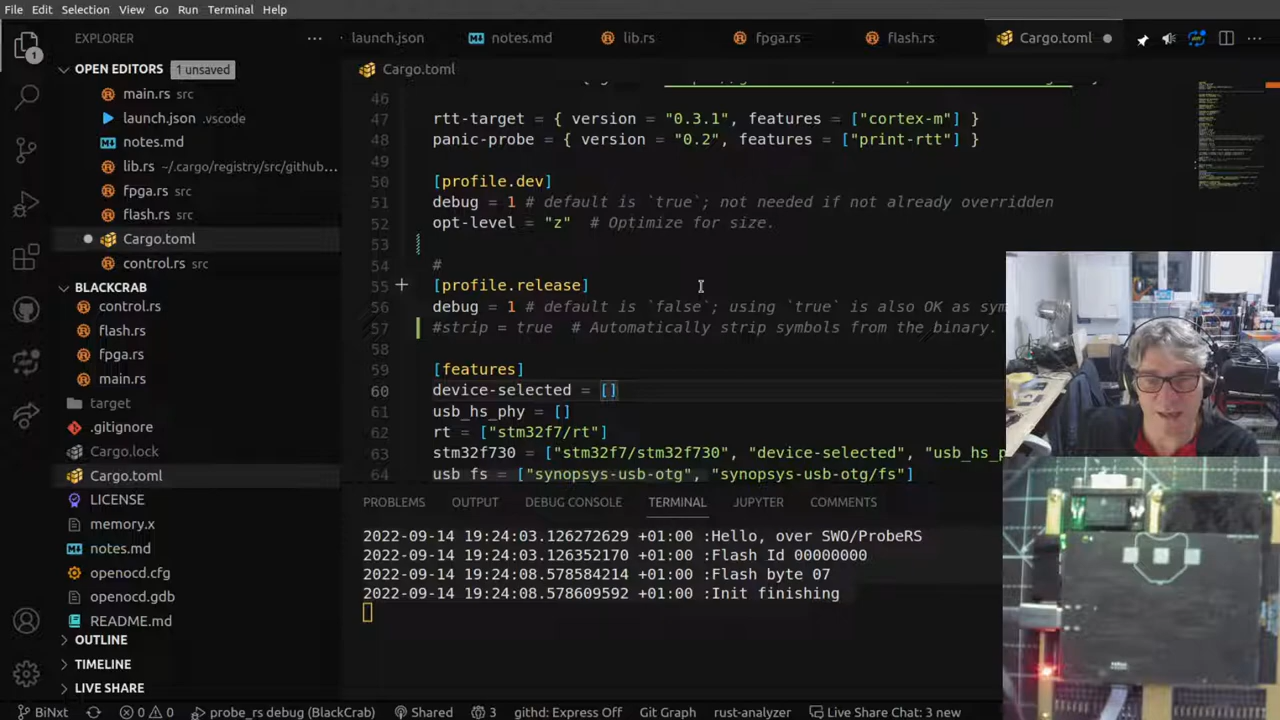 File Edit Selection View Go Run Terminal Help
EXPLORER
launch.json notes.md lib.rs fpga.rs flash.rs Cargo.toml
OPEN EDITORS 1 unsaved
main.rs src
launch.json .vscode
notes.md
lib.rs ~/.cargo/registry/src/github...
fpga.rs src
flash.rs src
Cargo.toml
control.rs src
BLACKCRAB
control.rs
flash.rs
fpga.rs
main.rs
target
.gitignore
Cargo.lock
Cargo.toml
LICENSE
memory.x
notes.md
openocd.cfg
openocd.gdb
README.md
OUTLINE
TIMELINE
LIVE SHARE
Cargo.toml
46
47 rtt-target = { version = "0.3.1", features = ["cortex-m"] }
48 panic-probe = { version = "0.2", features = ["print-rtt"] }
49
50 [profile.dev]
51 debug = 1 # default is `true`; not needed if not already overridden
52 opt-level = "z" # Optimize for size.
53
54 #
55 [profile.release]
56 debug = 1 # default is `false`; using `true` is also OK as sym
57 #strip = true # Automatically strip symbols from the binary.
58
59 [features]
60 device-selected = []
61 usb_hs_phy = []
62 rt = ["stm32f7/rt"]
63 stm32f730 = ["stm32f7/stm32f730", "device-selected", "usb_hs_p
64 usb_fs = ["synopsys-usb-otg", "synopsys-usb-otg/fs"]
PROBLEMS OUTPUT DEBUG CONSOLE TERMINAL JUPYTER COMMENTS
2022-09-14 19:24:03.126272629 +01:00 :Hello, over SWO/ProbeRS
2022-09-14 19:24:03.126352170 +01:00 :Flash Id 00000000
2022-09-14 19:24:08.578584214 +01:00 :Flash byte 07
2022-09-14 19:24:08.578609592 +01:00 :Init finishing
BiNxt 0 0 probe_rs debug (BlackCrab) Shared 3 githd: Express Off Git Graph rust-analyzer Live Share Chat: 3 new